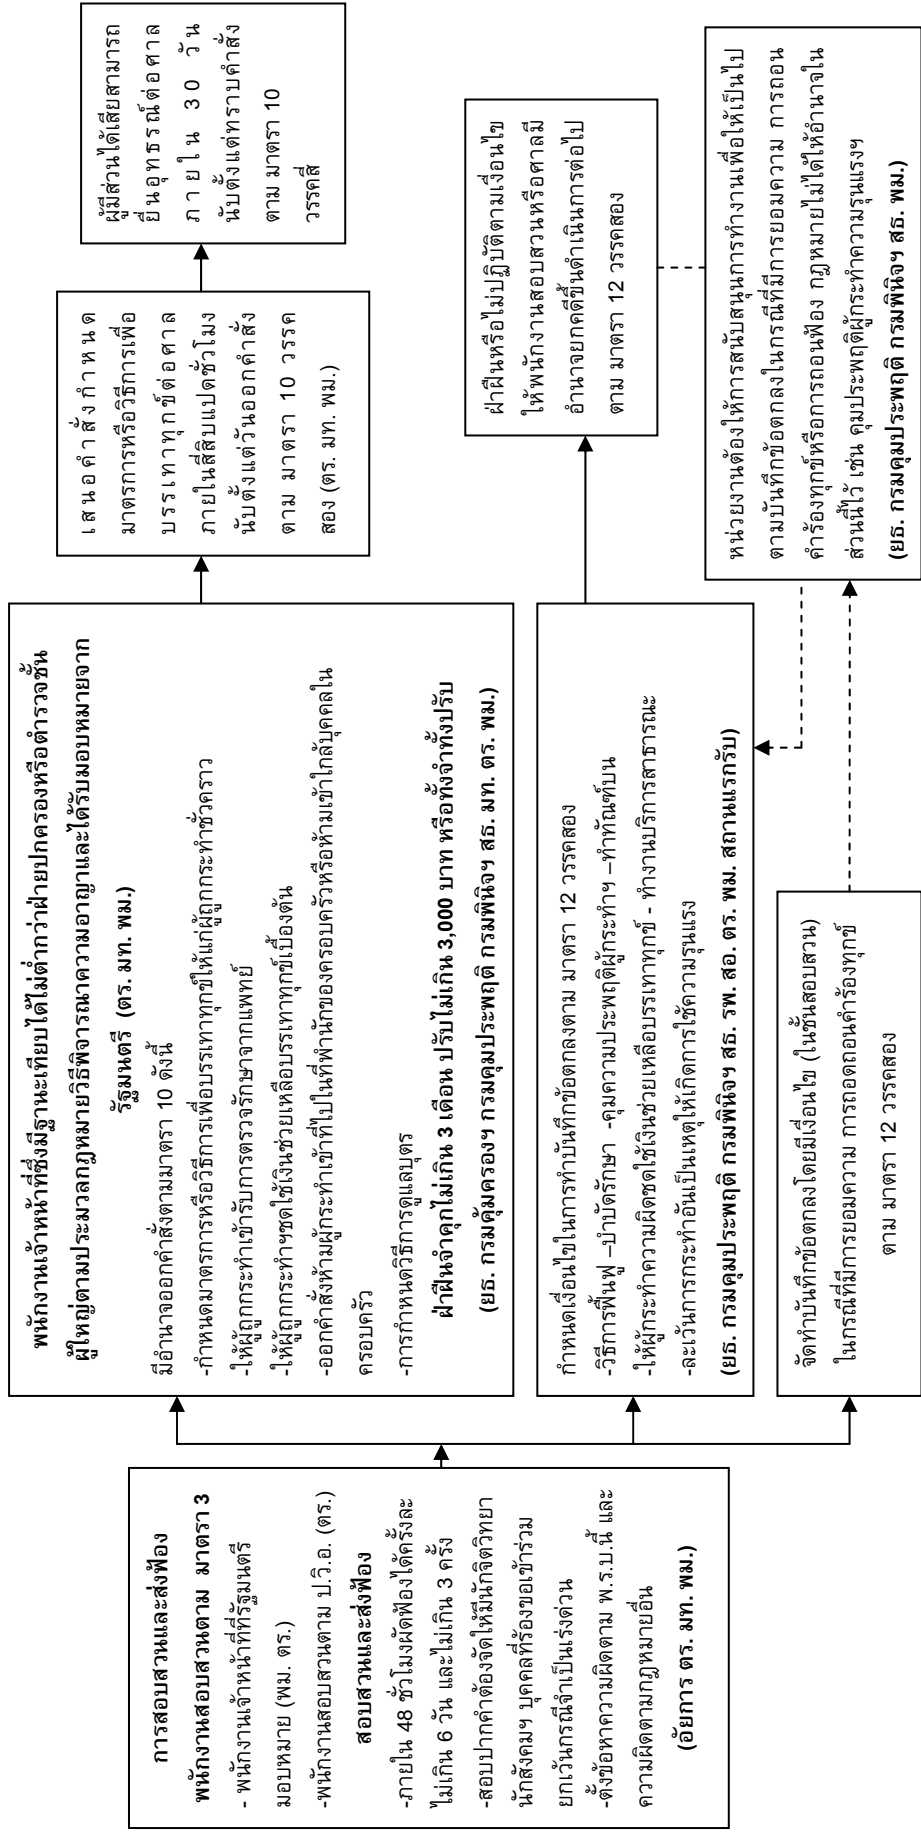 การสอบสวนและส่งฟ้อง
พนักงานสอบสวนตาม มาตรา 3
- พนักงานเจ้าหน้าที่ที่รัฐมนตรี
มอบหมาย (พม. ตร.)
-พนักงานสอบสวนตาม ป.วิ.อ. (ตร.)
สอบสวนและส่งฟ้อง
-ภายใน 48 ชั่วโมงผัดฟ้องได้ครั้งละ
ไม่เกิน 6 วัน และไม่เกิน 3 ครั้ง
-สอบปากคำต้องจัดให้มีนักจิตวิทยา
นักสังคมฯ บุคคลที่ร้องขอเข้าร่วม
ยกเว้นกรณีจำเป็นเร่งด่วน
-ตั้งข้อหาความผิดตาม พ.ร.บ.นี้ และ
ความผิดตามกฎหมายอื่น
(อัยการ ตร. มท. พม.)
พนักงานเจ้าหน้าที่ซึ่งมีฐานะเทียบได้ไม่ต่ำกว่าฝ่ายปกครองหรือตำรวจชั้น
ผู้ใหญ่ตามประมวลกฎหมายวิธีพิจารณาความอาญาและได้รับมอบหมายจาก
รัฐมนตรี (ตร. มท. พม.)
มีอำนาจออกคำสั่งตามมาตรา 10 ดังนี้
-กำหนดมาตรการหรือวิธีการเพื่อบรรเทาทุกข์ให้แก่ผู้ถูกกระทำชั่วคราว
-ให้ผู้ถูกกระทำเข้ารับการตรวจรักษาจากแพทย์
-ให้ผู้ถูกกระทำฯชดใช้เงินช่วยเหลือบรรเทาทุกข์เบื้องต้น
-ออกคำสั่งห้ามผู้กระทำเข้าที่ไปในที่พำนักของครอบครัวหรือห้ามเข้าใกล้บุคคลใน
ครอบครัว
-การกำหนดวิธีการดูแลบุตร
ฝ่าฝืนจำคุกไม่เกิน 3 เดือน ปรับไม่เกิน 3,000 บาท หรือทั้งจำทั้งปรับ
(ยธ. กรมคุ้มครองฯ กรมคุมประพฤติ กรมพินิจฯ สธ. มท. ตร. พม.)
เสนอคำสั่งกำหนด
มาตรการหรือวิธีการเพื่อ
บรรเทาทุกข์ต่อศาล
ภายในสี่สิบแปดชั่วโมง
นับตั้งแต่วันออกคำสั่ง
ตาม มาตรา 10 วรรค
สอง (ตร. มท. พม.)
ผู้มีส่วนได้เสียสามารถ
ยื่นอุทธรณ์ต่อศาล
ภายใน 30 วัน
นับตั้งแต่ทราบคำสั่ง
ตาม มาตรา 10
วรรคสี่
กำหนดเงื่อนไขในการทำบันทึกข้อตกลงตาม มาตรา 12 วรรคสอง
-วิธีการฟื้นฟู –บำบัดรักษา -คุมความประพฤติผู้กระทำฯ –ทำทัณฑ์บน
-ให้ผู้กระทำความผิดชดใช้เงินช่วยเหลือบรรเทาทุกข์ - ทำงานบริการสาธารณะ
-ละเว้นการกระทำอันเป็นเหตุให้เกิดการใช้ความรุนแรง
(ยธ. กรมคุมประพฤติ กรมพินิจฯ สธ. รพ. สอ. ตร. พม. สถานแรกรับ)
ฝ่าฝืนหรือไม่ปฏิบัติตามเงื่อนไข
ให้พนักงานสอบสวนหรือศาลมี
อำนาจยกคดีขึ้นดำเนินการต่อไป
ตาม มาตรา 12 วรรคสอง
จัดทำบันทึกข้อตกลงโดยมีเงื่อนไข (ในชั้นสอบสวน)
ในกรณีที่มีการยอมความ การถอดถอนคำร้องทุกข์
ตาม มาตรา 12 วรรคสอง
หน่วยงานต้องให้การสนับสนุนการทำงานเพื่อให้เป็นไป
ตามบันทึกข้อตกลงในกรณีที่มีการยอมความ การถอน
คำร้องทุกข์หรือการถอนฟ้อง กฎหมายไม่ได้ให้อำนาจใน
ส่วนนี้ไว้ เช่น คุมประพฤติผู้กระทำความรุนแรงฯ
(ยธ. กรมคุมประพฤติ กรมพินิจฯ สธ. พม.)